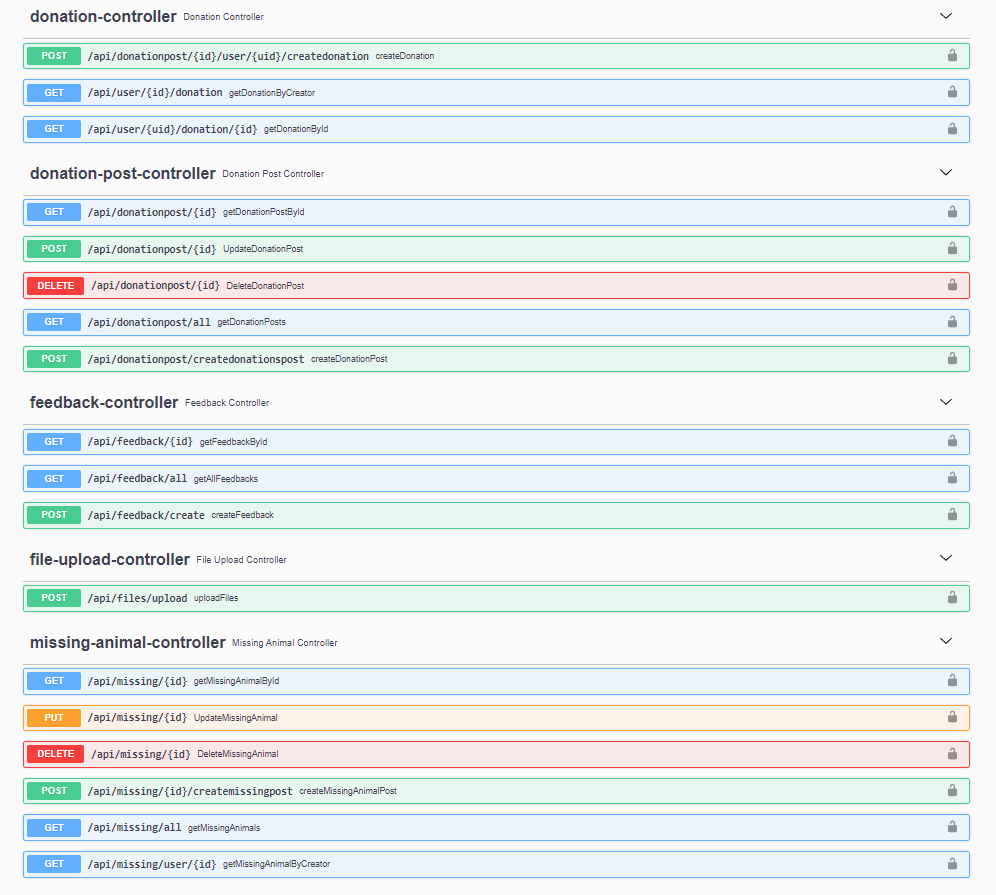 donation-controller Donation Controller
POST /api/donationpost/{id}/user/{uid}/createdonation createDonation
GET /api/user/{id}/donation getDonationByCreator
GET /api/user/{uid}/donation/{id} getDonationById
donation-post-controller Donation Post Controller
GET /api/donationpost/{id} getDonationPostById
POST /api/donationpost/{id} UpdateDonationPost
DELETE /api/donationpost/{id} DeleteDonationPost
GET /api/donationpost/all getDonationPosts
POST /api/donationpost/createdonationspost createDonationPost
feedback-controller Feedback Controller
GET /api/feedback/{id} getFeedbackById
GET /api/feedback/all getAllFeedbacks
POST /api/feedback/create createFeedback
file-upload-controller File Upload Controller
POST /api/files/upload uploadFiles
missing-animal-controller Missing Animal Controller
GET /api/missing/{id} getMissingAnimalById
PUT /api/missing/{id} UpdateMissingAnimal
DELETE /api/missing/{id} DeleteMissingAnimal
POST /api/missing/{id}/createmissingpost createMissingAnimalPost
GET /api/missing/all getMissingAnimals
GET /api/missing/user/{id} getMissingAnimalByCreator